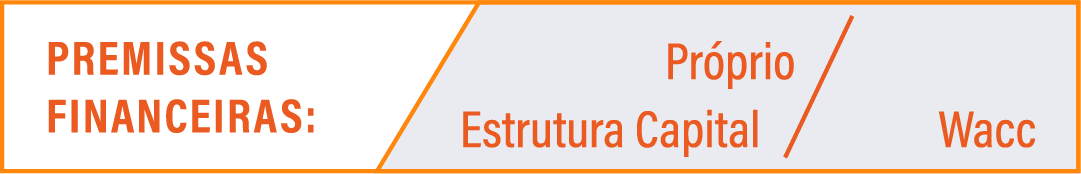 PREMISSAS
FINANCEIRAS:
Próprio
Estrutura Capital / Wacc